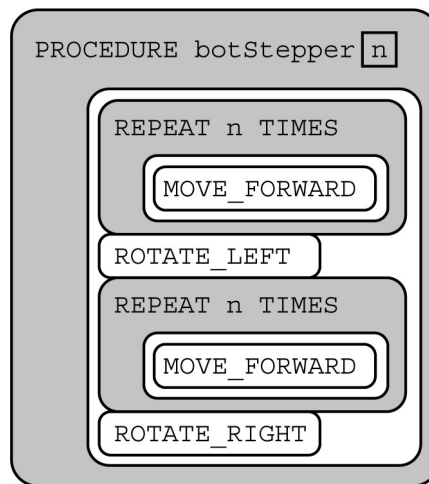 PROCEDURE botStepper n
REPEAT n TIMES
MOVE_FORWARD
ROTATE_LEFT
REPEAT n TIMES
MOVE_FORWARD
ROTATE_RIGHT